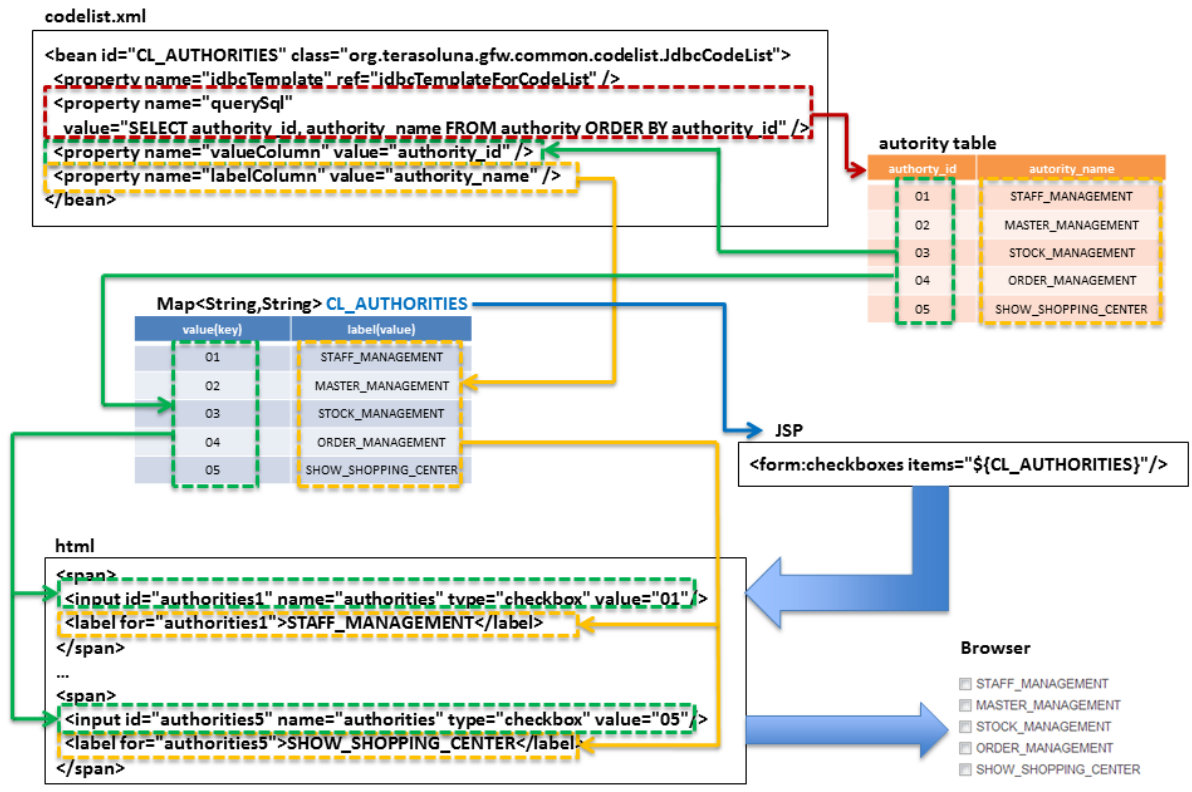 codelist.xml
<bean id="CL_AUTHORITIES" class="org.terasoluna.gfw.common.codelist.JdbcCodeList">
<property name="jdbcTemplate" ref="jdbcTemplateForCodeList" />
<property name="querySql"
value="SELECT authority_id, authority_name FROM authority ORDER BY authority_id" />
<property name="valueColumn" value="authority_id" />
<property name="labelColumn" value="authority_name" />
</bean>
autority table
authorty_id autority_name
01 STAFF_MANAGEMENT
02 MASTER_MANAGEMENT
03 STOCK_MANAGEMENT
04 ORDER_MANAGEMENT
05 SHOW_SHOPPING_CENTER
Map<String,String> CL_AUTHORITIES
value(key) label(value)
01 STAFF_MANAGEMENT
02 MASTER_MANAGEMENT
03 STOCK_MANAGEMENT
04 ORDER_MANAGEMENT
05 SHOW_SHOPPING_CENTER
JSP
<form:checkboxes items="${CL_AUTHORITIES}"/>
html
<span>
<input id="authorities1" name="authorities" type="checkbox" value="01"/>
<label for="authorities1">STAFF_MANAGEMENT</label>
</span>
...
<span>
<input id="authorities5" name="authorities" type="checkbox" value="05"/>
<label for="authorities5">SHOW_SHOPPING_CENTER</label>
</span>
Browser
STAFF_MANAGEMENT
MASTER_MANAGEMENT
STOCK_MANAGEMENT
ORDER_MANAGEMENT
SHOW_SHOPPING_CENTER